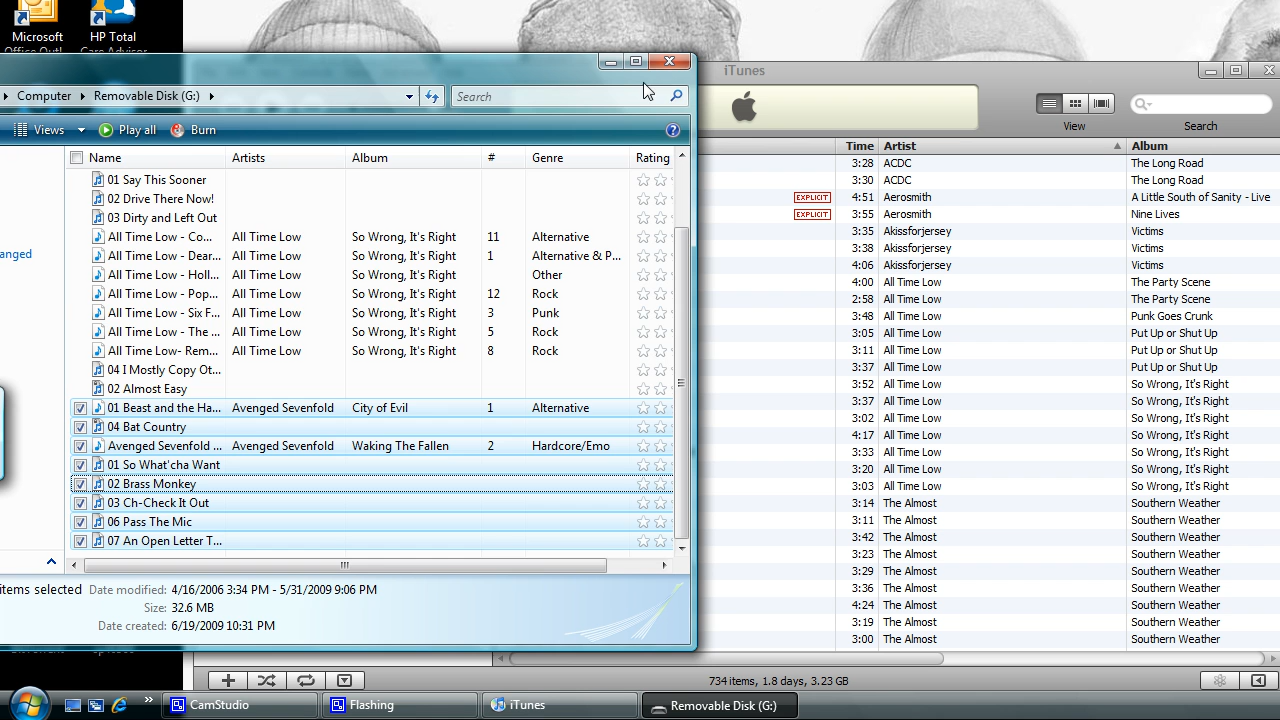 Microsoft
HP Total
Computer
Removable Disk (G:)
Search
Views
Play all
Burn
Name Artists Album # Genre Rating
01 Say This Sooner
02 Drive There Now!
03 Dirty and Left Out
All Time Low - Co... All Time Low So Wrong, It's Right 11 Alternative
All Time Low - Dear... All Time Low So Wrong, It's Right 1 Alternative & P...
All Time Low - Holl... All Time Low So Wrong, It's Right Other
All Time Low - Pop... All Time Low So Wrong, It's Right 12 Rock
All Time Low - Six F... All Time Low So Wrong, It's Right 3 Punk
All Time Low - The ... All Time Low So Wrong, It's Right 5 Rock
All Time Low- Rem... All Time Low So Wrong, It's Right 8 Rock
04 I Mostly Copy Ot...
02 Almost Easy
01 Beast and the Ha... Avenged Sevenfold City of Evil 1 Alternative
04 Bat Country
Avenged Sevenfold ... Avenged Sevenfold Waking The Fallen 2 Hardcore/Emo
01 So What'cha Want
02 Brass Monkey
03 Ch-Check It Out
06 Pass The Mic
07 An Open Letter T...
anged
items selected
Date modified: 4/16/2006 3:34 PM - 5/31/2009 9:06 PM
Size: 32.6 MB
Date created: 6/19/2009 10:31 PM
iTunes
View
Search
Time Artist Album
3:28 ACDC The Long Road
3:30 ACDC The Long Road
EXPLICIT 4:51 Aerosmith A Little South of Sanity - Live
EXPLICIT 3:55 Aerosmith Nine Lives
3:35 Akissforjersey Victims
3:38 Akissforjersey Victims
4:06 Akissforjersey Victims
4:00 All Time Low The Party Scene
2:58 All Time Low The Party Scene
3:48 All Time Low Punk Goes Crunk
3:05 All Time Low Put Up or Shut Up
3:11 All Time Low Put Up or Shut Up
3:37 All Time Low Put Up or Shut Up
3:52 All Time Low So Wrong, It's Right
3:37 All Time Low So Wrong, It's Right
3:02 All Time Low So Wrong, It's Right
4:17 All Time Low So Wrong, It's Right
3:33 All Time Low So Wrong, It's Right
3:20 All Time Low So Wrong, It's Right
3:03 All Time Low So Wrong, It's Right
3:14 The Almost Southern Weather
3:11 The Almost Southern Weather
3:42 The Almost Southern Weather
3:23 The Almost Southern Weather
3:29 The Almost Southern Weather
3:36 The Almost Southern Weather
4:24 The Almost Southern Weather
3:19 The Almost Southern Weather
3:00 The Almost Southern Weather
734 items, 1.8 days, 3.23 GB
CamStudio
Flashing
iTunes
Removable Disk (G:)